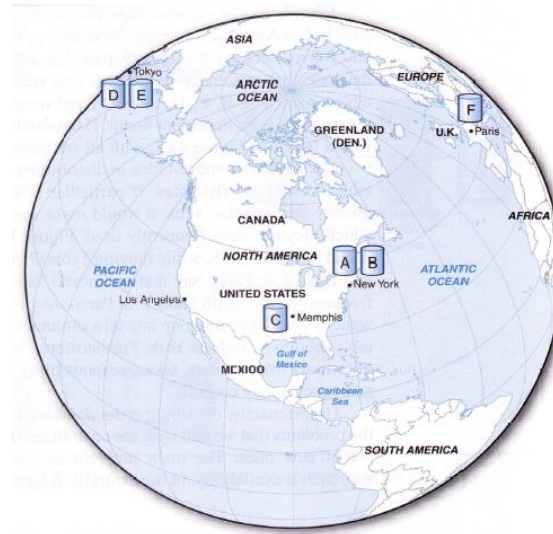 ASIA
Tokyo
D E
ARCTIC
OCEAN
EUROPE
F
U.K.
Paris
GREENLAND
(DEN.)
AFRICA
CANADA
NORTH AMERICA
A B
PACIFIC
OCEAN
ATLANTIC
OCEAN
New York
Los Angeles
UNITED STATES
C
Memphis
Gulf of
Mexico
MEXICO
Caribbean
Sea
SOUTH AMERICA